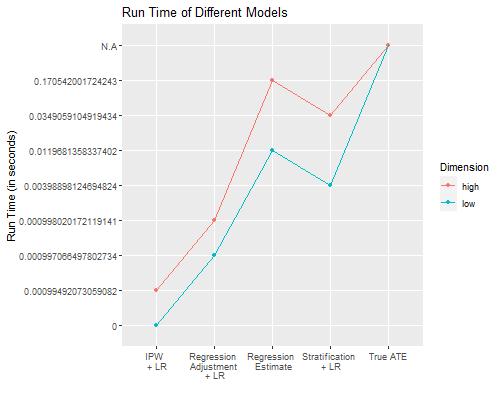 Run Time of Different Models
Run Time (in seconds)
N.A
0.170542001724243
0.0349059104919434
0.0119681358337402
0.00398898124694824
0.000998020172119141
0.000997066497802734
0.00099492073059082
0
IPW
+ LR
Regression
Adjustment
+ LR
Regression
Estimate
Stratification
+ LR
True ATE
Dimension
high
low